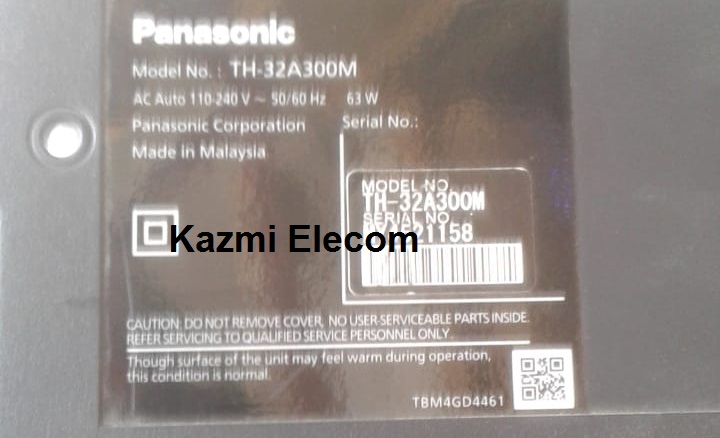 Panasonic
Model No. : TH-32A300M
AC Auto 110-240 V ~ 50/60 Hz 63 W
Panasonic Corporation
Serial No.:
Made in Malaysia
MODEL NO.
TH-32A300M
SERIAL NO.
21158
Kazmi Elecom
CAUTION: DO NOT REMOVE COVER, NO USER-SERVICEABLE PARTS INSIDE.
REFER SERVICING TO QUALIFIED SERVICE PERSONNEL ONLY.
Though surface of the unit may feel warm during operation,
this condition is normal.
TBM4GD4461